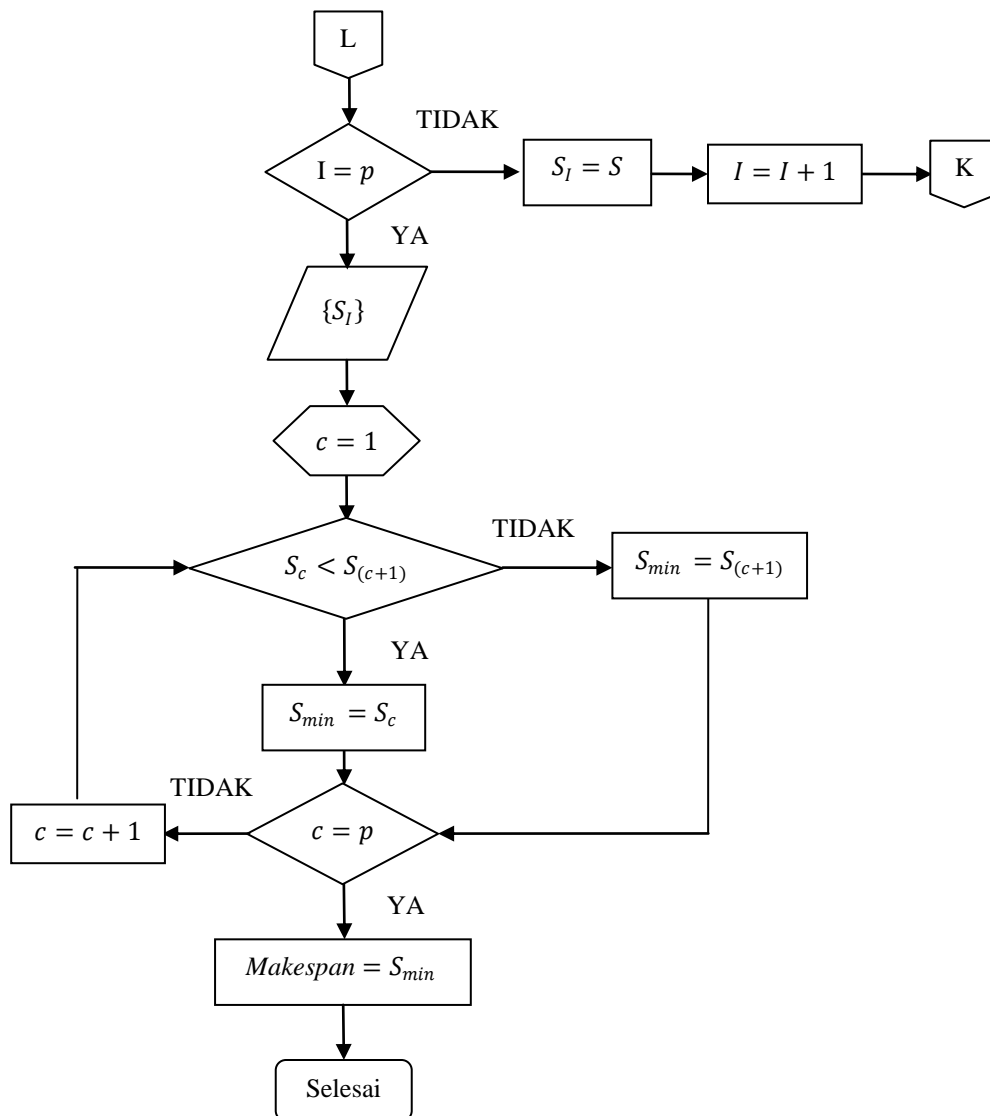 L
TIDAK
I = p
S_I = S
I = I + 1
K
YA
{S_I}
c = 1
TIDAK
S_c < S_(c+1)
S_min = S_(c+1)
YA
S_min = S_c
TIDAK
c = c + 1
c = p
YA
Makespan = S_min
Selesai